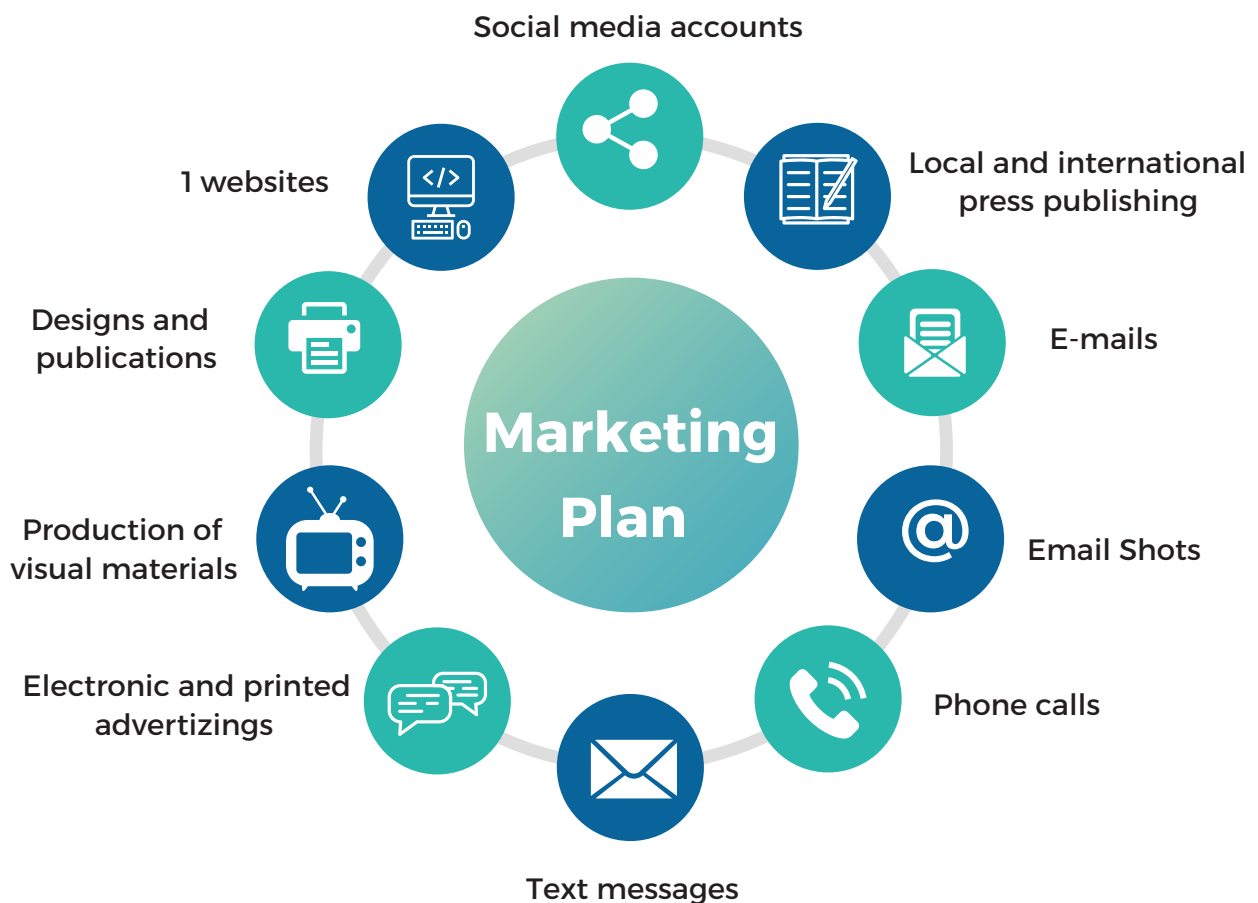 Social media accounts
Local and international
press publishing
1 websites
E-mails
Designs and
publications
Marketing
Plan
Email Shots
Production of
visual materials
Phone calls
Electronic and printed
advertizings
Text messages